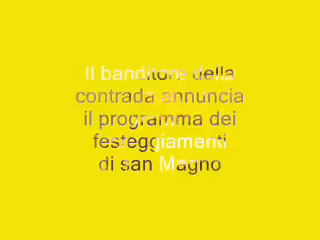 Il banditore della
contrada annuncia
il programma dei
festeggiamenti
di san Magno